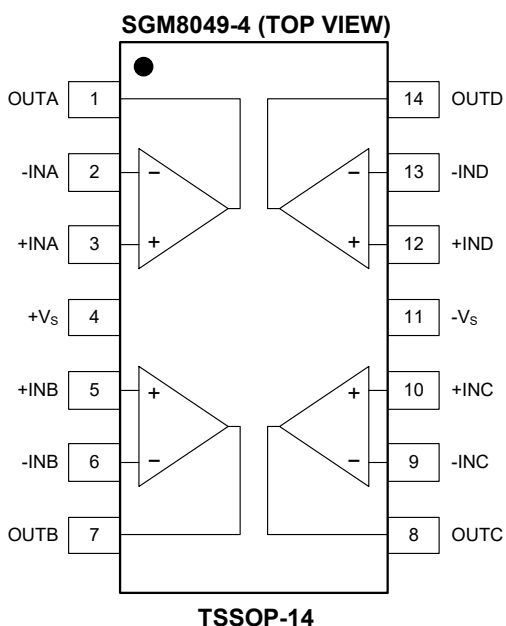 SGM8049-4 (TOP VIEW)
OUTA 1 14 OUTD
-INA 2 − − 13 -IND
+INA 3 + + 12 +IND
+VS 4 11 -VS
+INB 5 + + 10 +INC
-INB 6 − − 9 -INC
OUTB 7 8 OUTC
TSSOP-14